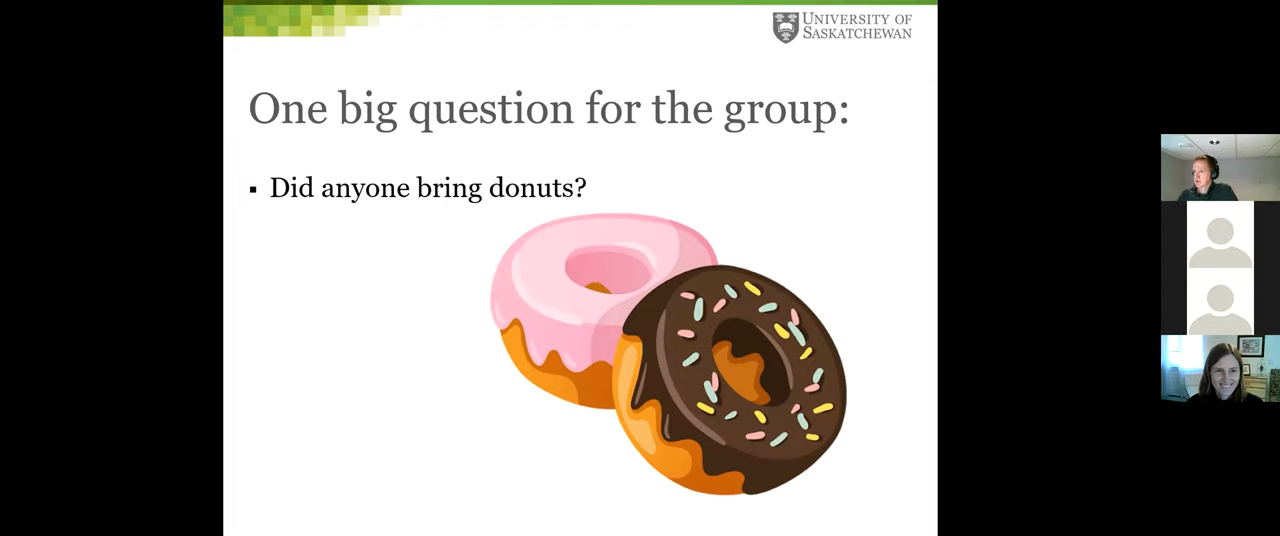 UNIVERSITY OF
SASKATCHEWAN
One big question for the group:
▪ Did anyone bring donuts?